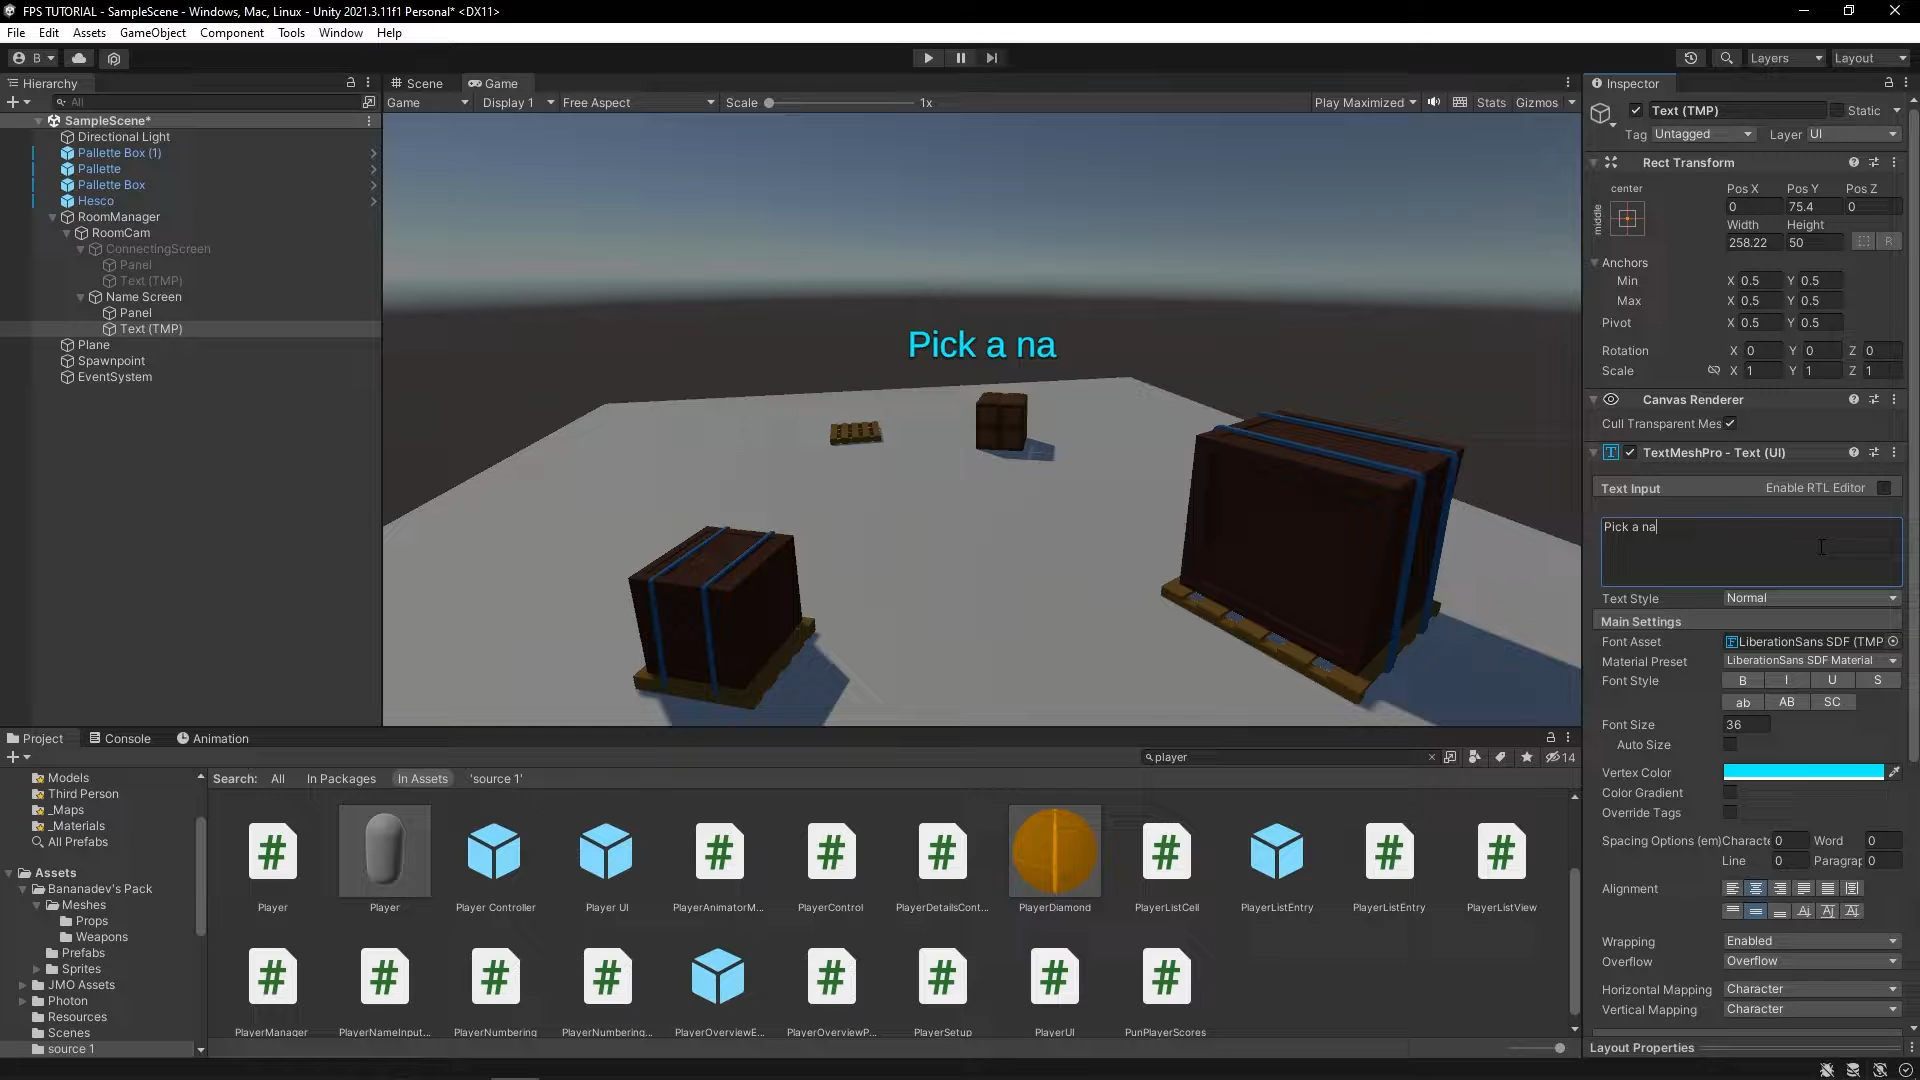 FPS TUTORIAL - SampleScene - Windows, Mac, Linux - Unity 2021.3.11f1 Personal* <DX11>
File Edit Assets GameObject Component Tools Window Help
B Layers Layout
Hierarchy
All
SampleScene*
Directional Light
Pallette Box (1)
Pallette
Pallette Box
Hesco
RoomManager
RoomCam
ConnectingScreen
Panel
Text (TMP)
Name Screen
Panel
Text (TMP)
Plane
Spawnpoint
EventSystem
Scene Game
Game Display 1 Free Aspect Scale 1x Play Maximized Stats Gizmos
Pick a na
Inspector
Text (TMP) Static
Tag Untagged Layer UI
Rect Transform
center
middle
Pos X Pos Y Pos Z
0 75.4 0
Width Height
258.22 50 R
Anchors
Min X 0.5 Y 0.5
Max X 0.5 Y 0.5
Pivot X 0.5 Y 0.5
Rotation X 0 Y 0 Z 0
Scale X 1 Y 1 Z 1
Canvas Renderer
Cull Transparent Mes
TextMeshPro - Text (UI)
Text Input Enable RTL Editor
Pick a na
Text Style Normal
Main Settings
Font Asset LiberationSans SDF (TMP
Material Preset LiberationSans SDF Material
Font Style B I U S
ab AB SC
Font Size 36
Auto Size
Vertex Color
Color Gradient
Override Tags
Spacing Options (em) Characte 0 Word 0
Line 0 Paragrap 0
Alignment
Wrapping Enabled
Overflow Overflow
Horizontal Mapping Character
Vertical Mapping Character
Layout Properties
Project Console Animation
player 14
Models
Third Person
_Maps
_Materials
All Prefabs
Assets
Bananadev's Pack
Meshes
Props
Weapons
Prefabs
Sprites
JMO Assets
Photon
Resources
Scenes
source 1
Search: All In Packages In Assets 'source 1'
Player Player Player Controller Player UI PlayerAnimatorM... PlayerControl PlayerDetailsCont... PlayerDiamond PlayerListCell PlayerListEntry PlayerListEntry PlayerListView
PlayerManager PlayerNameInput... PlayerNumbering PlayerNumbering... PlayerOverviewE... PlayerOverviewP... PlayerSetup PlayerUI PunPlayerScores